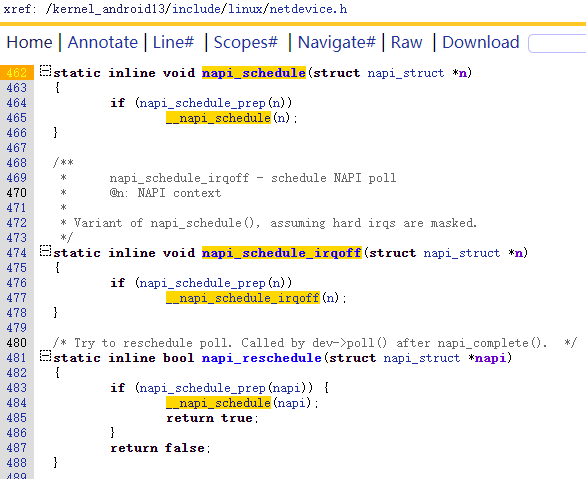 xref: /kernel_android13/include/linux/netdevice.h
Home | Annotate | Line# | Scopes# | Navigate# | Raw | Download
462 static inline void napi_schedule(struct napi_struct *n)
463 {
464 if (napi_schedule_prep(n))
465 __napi_schedule(n);
466 }
467
468 /**
469 * napi_schedule_irqoff - schedule NAPI poll
470 * @n: NAPI context
471 *
472 * Variant of napi_schedule(), assuming hard irqs are masked.
473 */
474 static inline void napi_schedule_irqoff(struct napi_struct *n)
475 {
476 if (napi_schedule_prep(n))
477 __napi_schedule_irqoff(n);
478 }
479
480 /* Try to reschedule poll. Called by dev->poll() after napi_complete(). */
481 static inline bool napi_reschedule(struct napi_struct *napi)
482 {
483 if (napi_schedule_prep(napi)) {
484 __napi_schedule(napi);
485 return true;
486 }
487 return false;
488 }
489